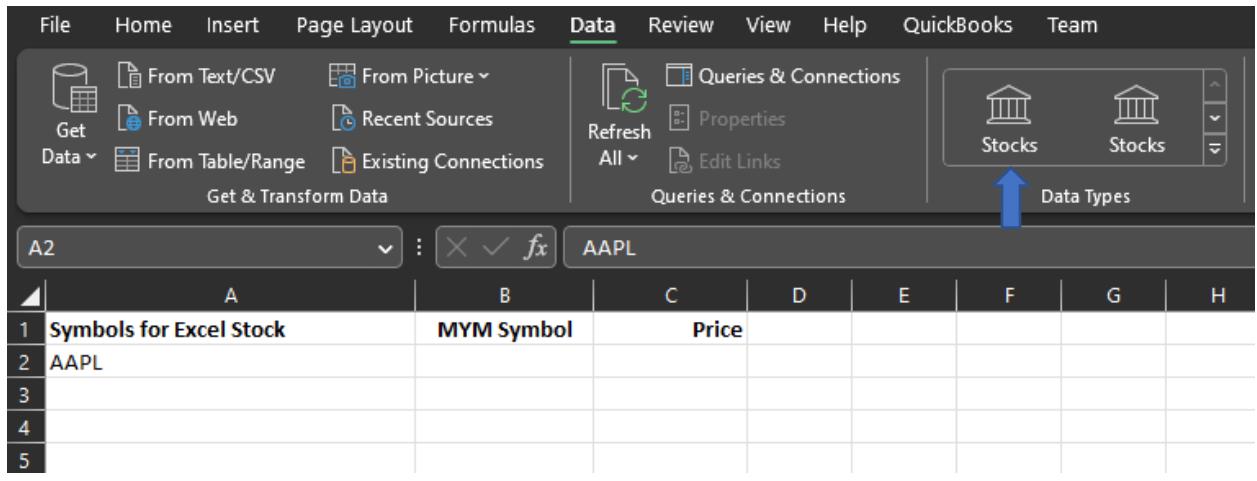 File Home Insert Page Layout Formulas Data Review View Help QuickBooks Team
Get Data
From Text/CSV
From Web
From Table/Range
From Picture
Recent Sources
Existing Connections
Get & Transform Data
Refresh All
Queries & Connections
Properties
Edit Links
Queries & Connections
Stocks Stocks
Data Types
A2 fx AAPL
A B C D E F G H
1 Symbols for Excel Stock MYM Symbol Price
2 AAPL
3
4
5